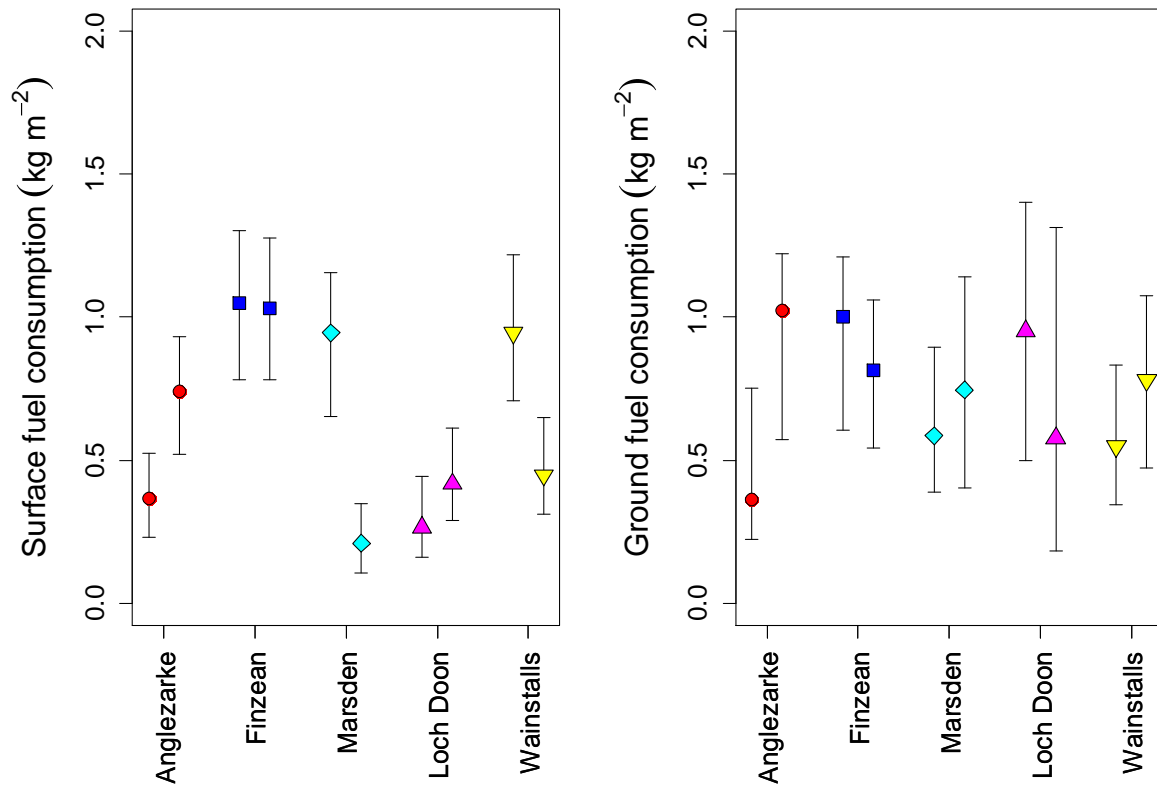 Surface fuel consumption (kg m⁻²)
2.0
1.5
1.0
0.5
0.0
Anglezarke
Finzean
Marsden
Loch Doon
Wainstalls
Ground fuel consumption (kg m⁻²)
2.0
1.5
1.0
0.5
0.0
Anglezarke
Finzean
Marsden
Loch Doon
Wainstalls